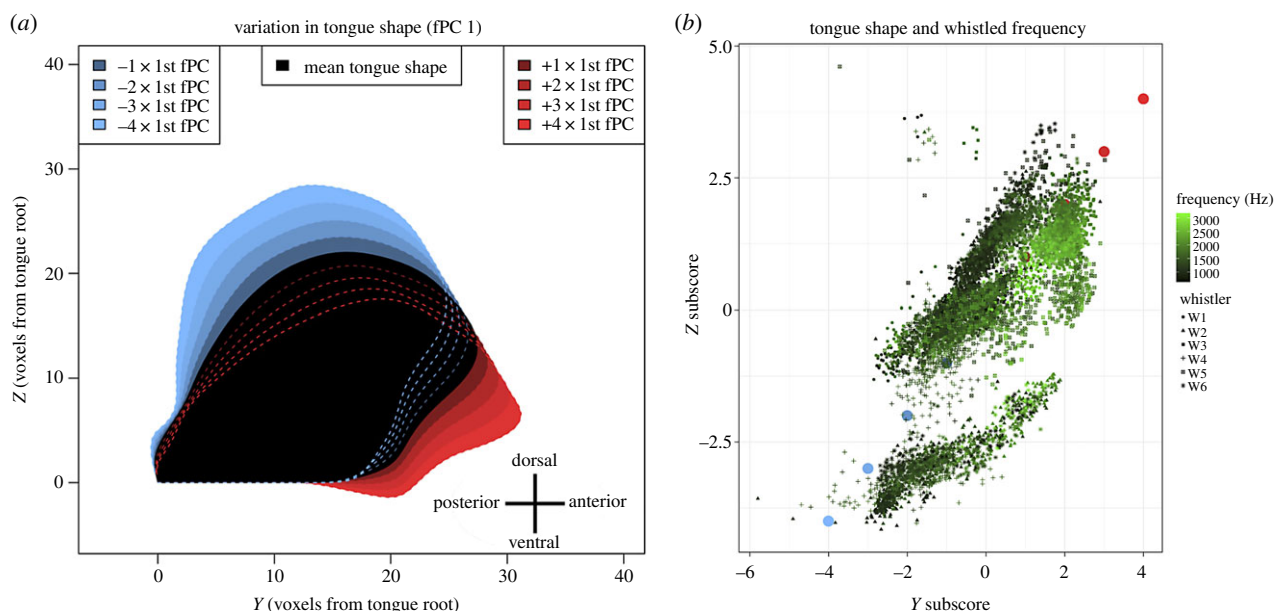 (a)
variation in tongue shape (fPC 1)
–1 × 1st fPC
–2 × 1st fPC
–3 × 1st fPC
–4 × 1st fPC
mean tongue shape
+1 × 1st fPC
+2 × 1st fPC
+3 × 1st fPC
+4 × 1st fPC
40
30
20
10
0
Z (voxels from tongue root)
dorsal
posterior
anterior
ventral
0
10
20
30
40
Y (voxels from tongue root)
(b)
tongue shape and whistled frequency
5.0
2.5
0
–2.5
Z subscore
–6
–4
–2
0
2
4
Y subscore
frequency (Hz)
3000
2500
2000
1500
1000
whistler
W1
W2
W3
W4
W5
W6